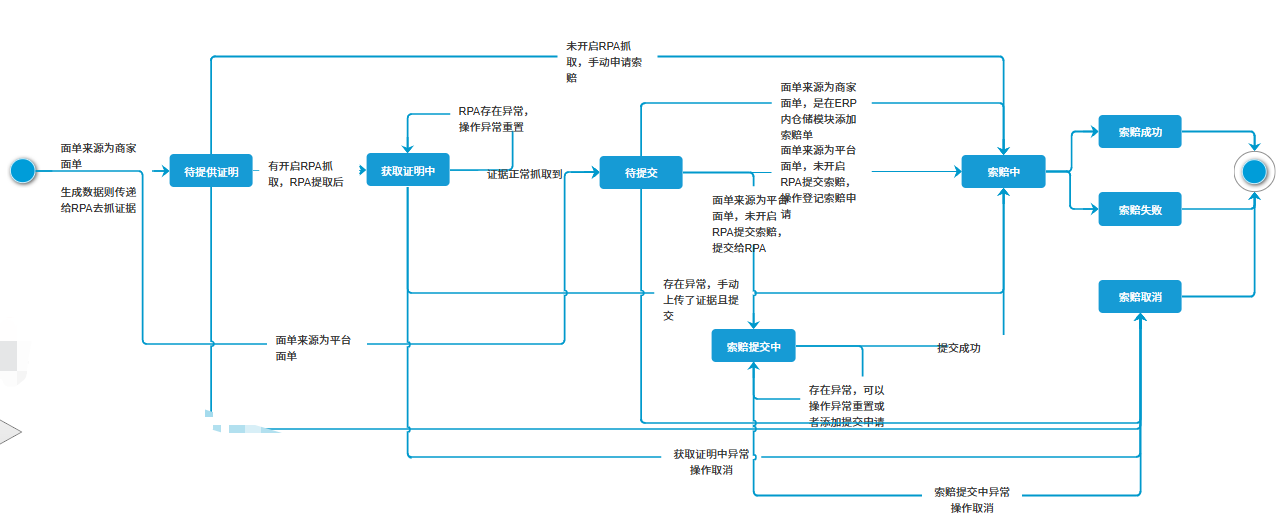 未开启RPA抓
取，手动申请索
赔
面单来源为商家
面单，是在ERP
内仓储模块添加
索赔单
RPA存在异常，
操作异常重置
索赔成功
面单来源为商家
面单
生成数据则传递
给RPA去抓证据
待提供证明
有开启RPA抓
取，RPA提取后
获取证明中
证据正常抓取到
待提交
面单来源为平台
面单，未开启
RPA提交索赔，
操作登记索赔申
请
索赔中
面单来源为平台
面单，未开启
RPA提交索赔，
提交给RPA
索赔失败
存在异常，手动
上传了证据且提
交
索赔取消
面单来源为平台
面单
索赔提交中
提交成功
存在异常，可以
操作异常重置或
者添加提交申请
获取证明中异常
操作取消
索赔提交中异常
操作取消